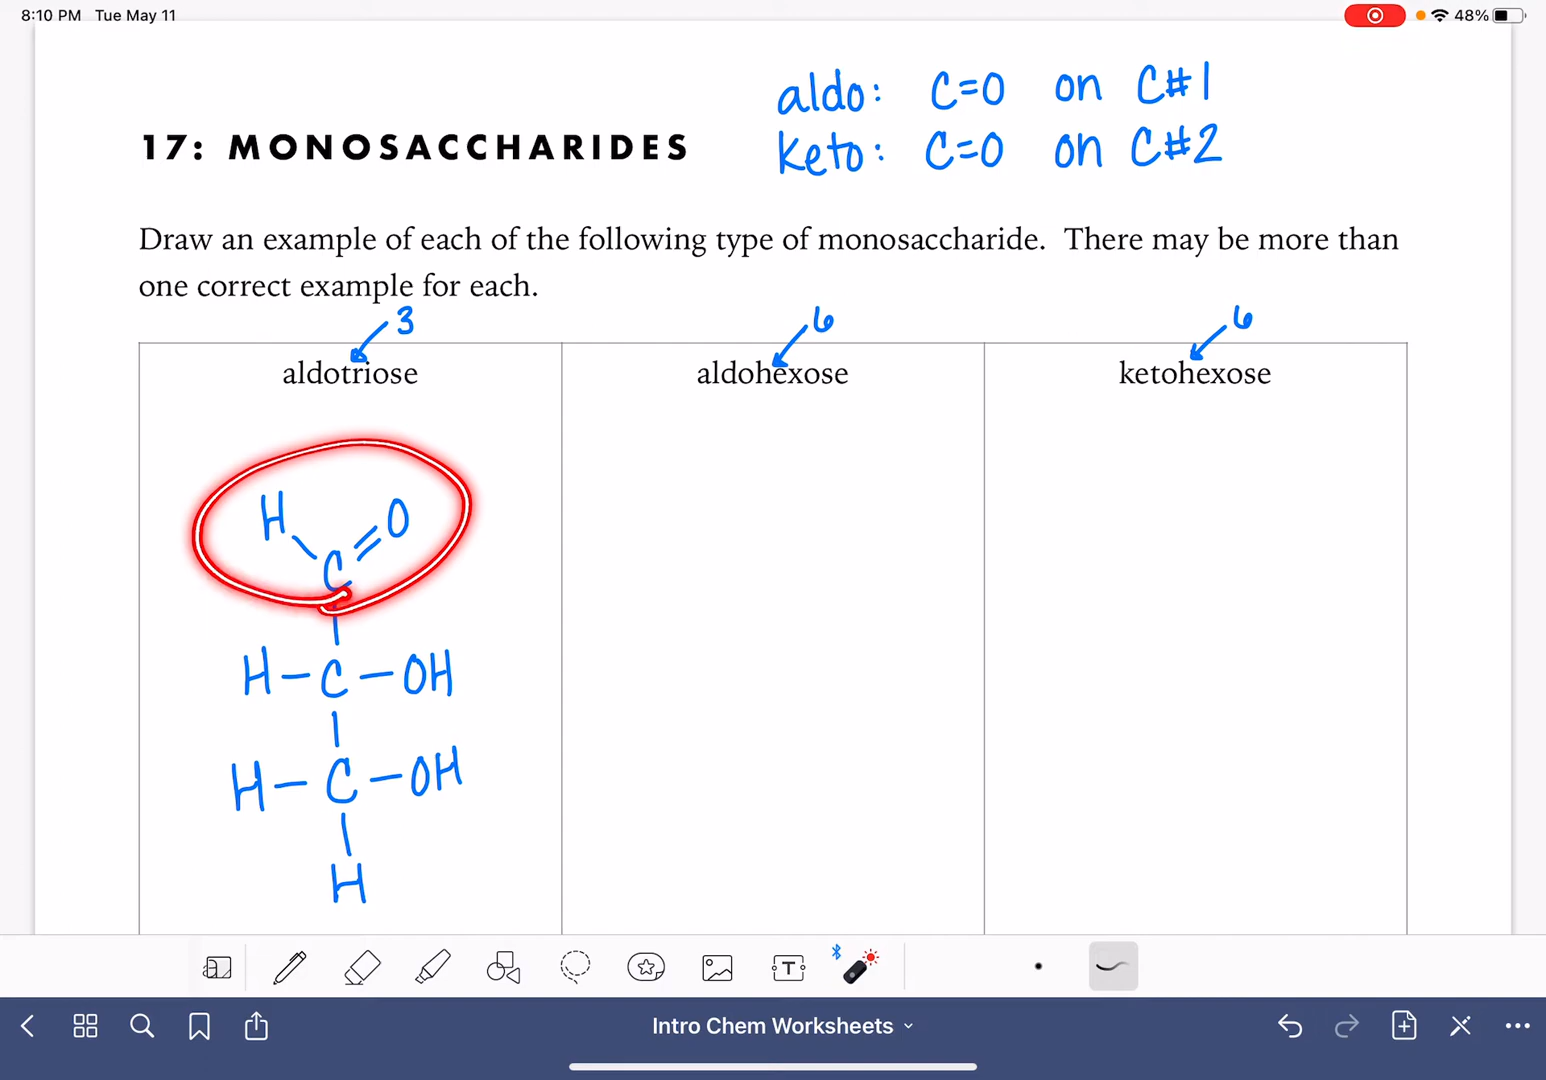 8:10 PM Tue May 11
48%
aldo: C=O on C#1
keto: C=O on C#2
17: MONOSACCHARIDES
Draw an example of each of the following type of monosaccharide. There may be more than
one correct example for each.
3
6
6
aldotriose
aldohexose
ketohexose
H O
C
H-C-OH
H-C-OH
H
Intro Chem Worksheets